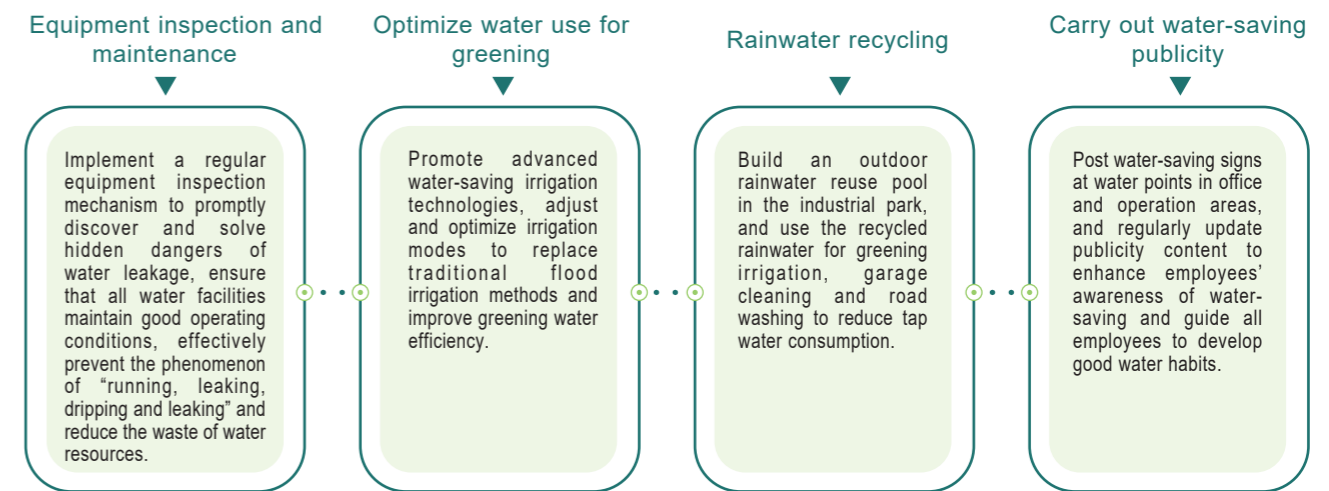 Equipment inspection and
maintenance
Implement a regular
equipment inspection
mechanism to promptly
discover and solve
hidden dangers of
water leakage, ensure
that all water facilities
maintain good operating
conditions, effectively
prevent the phenomenon
of “running, leaking,
dripping and leaking” and
reduce the waste of water
resources.
Optimize water use for
greening
Promote advanced
water-saving irrigation
technologies, adjust
and optimize irrigation
modes to replace
traditional flood
irrigation methods and
improve greening water
efficiency.
Rainwater recycling
Build an outdoor
rainwater reuse pool
in the industrial park,
and use the recycled
rainwater for greening
irrigation, garage
cleaning and road
washing to reduce tap
water consumption.
Carry out water-saving
publicity
Post water-saving signs
at water points in office
and operation areas,
and regularly update
publicity content to
enhance employees’
awareness of water-
saving and guide all
employees to develop
good water habits.